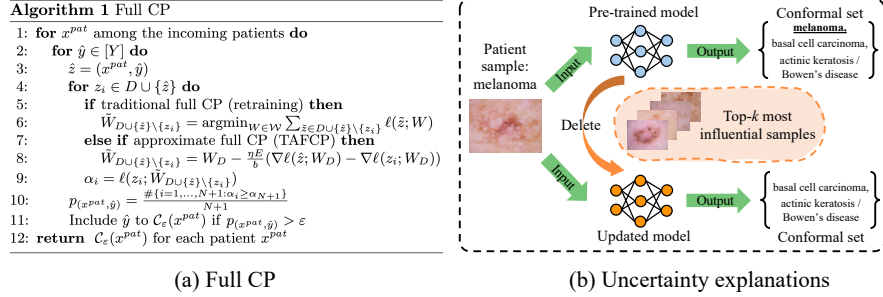 Algorithm 1 Full CP
1: for x^{pat} among the incoming patients do
2: for ŷ ∈ [Y] do
3: ẑ = (x^{pat}, ŷ)
4: for z_i ∈ D ∪ {ẑ} do
5: if traditional full CP (retraining) then
6: W̃_{D∪{ẑ}\{z_i}} = argmin_{W∈𝒲} ∑_{z̃∈D∪{ẑ}\{z_i}} ℓ(z̃; W)
7: else if approximate full CP (TAFCP) then
8: W̃_{D∪{ẑ}\{z_i}} = W_D − \frac{ηE}{b}(∇ℓ(ẑ; W_D) − ∇ℓ(z_i; W_D))
9: α_i = ℓ(z_i; W̃_{D∪{ẑ}\{z_i}})
10: p_{(x^{pat},ŷ)} = \frac{#{i=1,...,N+1:α_i≥α_{N+1}}}{N+1}
11: Include ŷ to C_ε(x^{pat}) if p_{(x^{pat},ŷ)} > ε
12: return C_ε(x^{pat}) for each patient x^{pat}
(a) Full CP
Pre-trained model
Conformal set
melanoma,
basal cell carcinoma,
actinic keratosis /
Bowen's disease
Patient
sample:
melanoma
Input
Output
Delete
Top-k most
influential samples
Input
Output
basal cell carcinoma,
actinic keratosis /
Bowen's disease
Updated model
Conformal set
(b) Uncertainty explanations